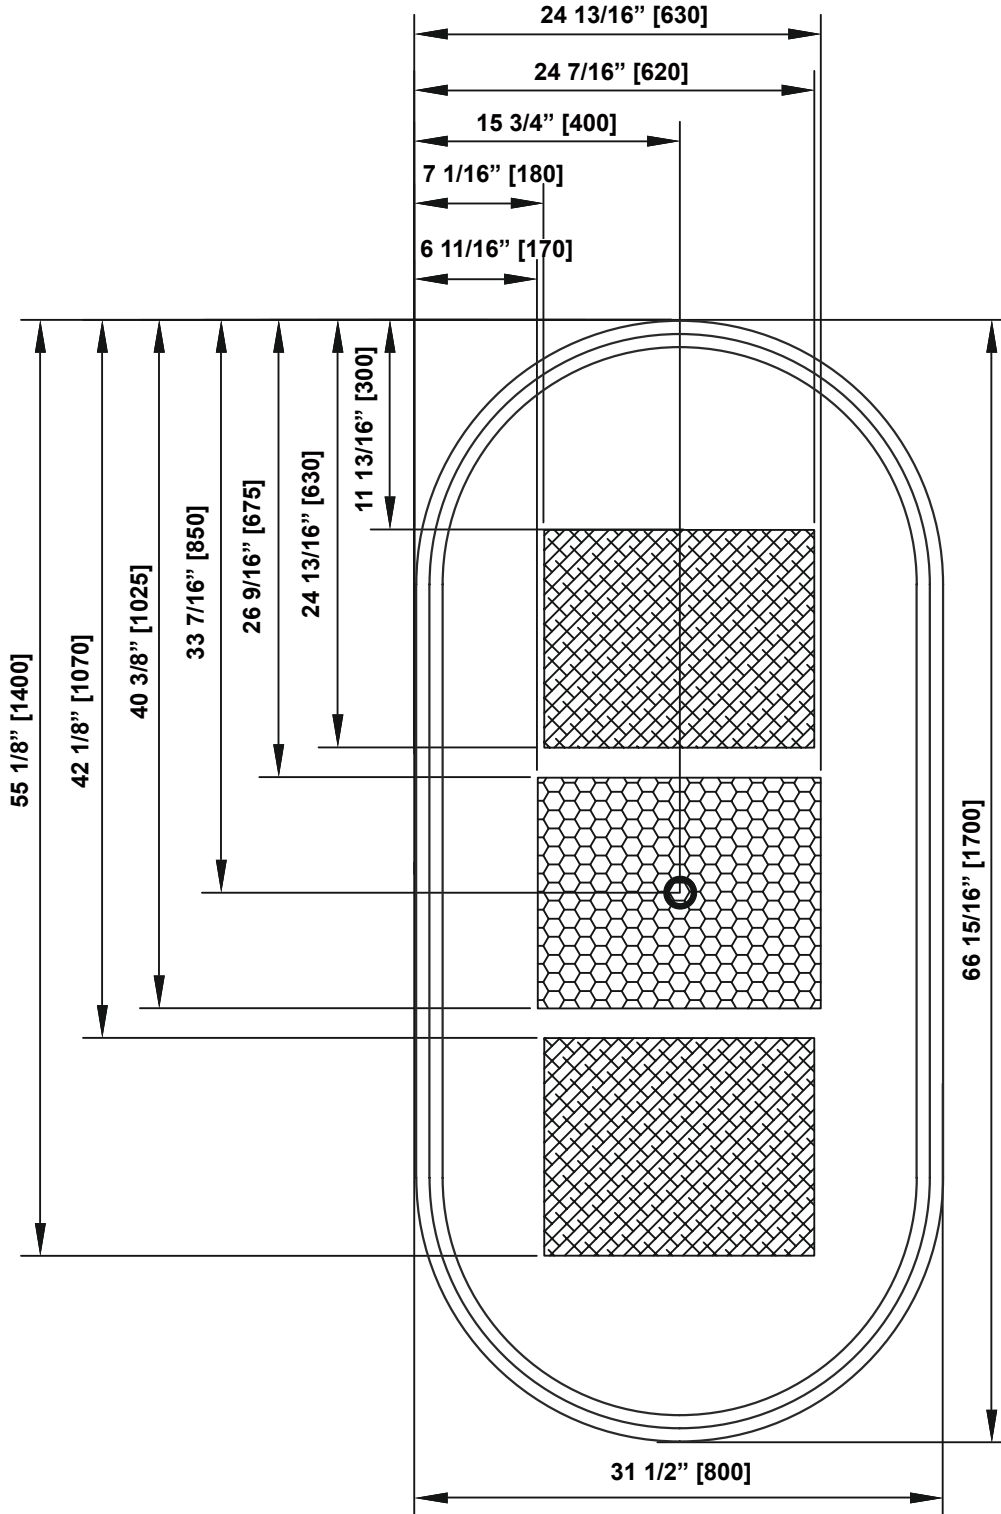 24 13/16” [630]
24 7/16” [620]
15 3/4” [400]
7 1/16” [180]
6 11/16” [170]
55 1/8” [1400]
42 1/8” [1070]
40 3/8” [1025]
33 7/16” [850]
26 9/16” [675]
24 13/16” [630]
11 13/16” [300]
66 15/16” [1700]
31 1/2” [800]